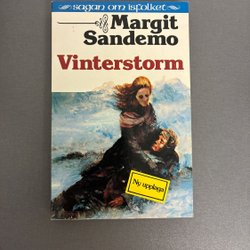 sagan om isfolket
Margit
Sandemo
Vinterstorm
Ny upplaga